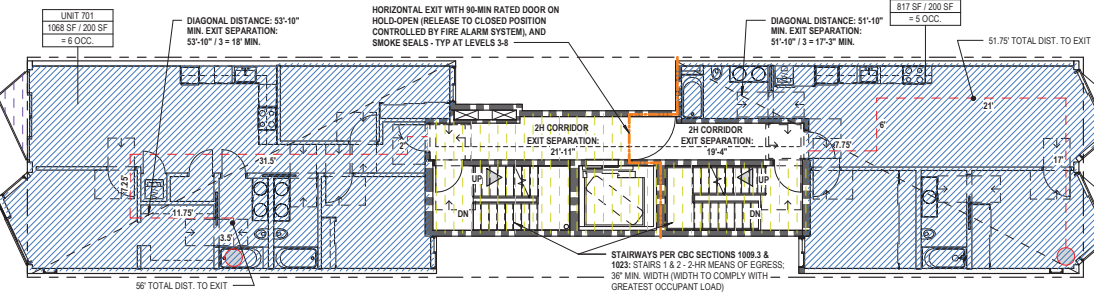 UNIT 701
1068 SF / 200 SF
= 6 OCC.
DIAGONAL DISTANCE: 53'-10"
MIN. EXIT SEPARATION:
53'-10" / 3 = 18' MIN.
HORIZONTAL EXIT WITH 90-MIN RATED DOOR ON
HOLD-OPEN (RELEASE TO CLOSED POSITION
CONTROLLED BY FIRE ALARM SYSTEM), AND
SMOKE SEALS - TYP AT LEVELS 3-8
DIAGONAL DISTANCE: 51'-10"
MIN. EXIT SEPARATION:
51'-10" / 3 = 17'-3" MIN.
817 SF / 200 SF
= 5 OCC.
51.75' TOTAL DIST. TO EXIT
21'
6'
7.75'
17'
2H CORRIDOR
EXIT SEPARATION:
21'-11"
2H CORRIDOR
EXIT SEPARATION:
19'-4"
2'
31.5'
7.25'
11.75'
3.5'
UP
DN
UP
DN
56' TOTAL DIST. TO EXIT
STAIRWAYS PER CBC SECTIONS 1009.3 &
1023: STAIRS 1 & 2 - 2-HR MEANS OF EGRESS;
36" MIN. WIDTH (WIDTH TO COMPLY WITH
GREATEST OCCUPANT LOAD)